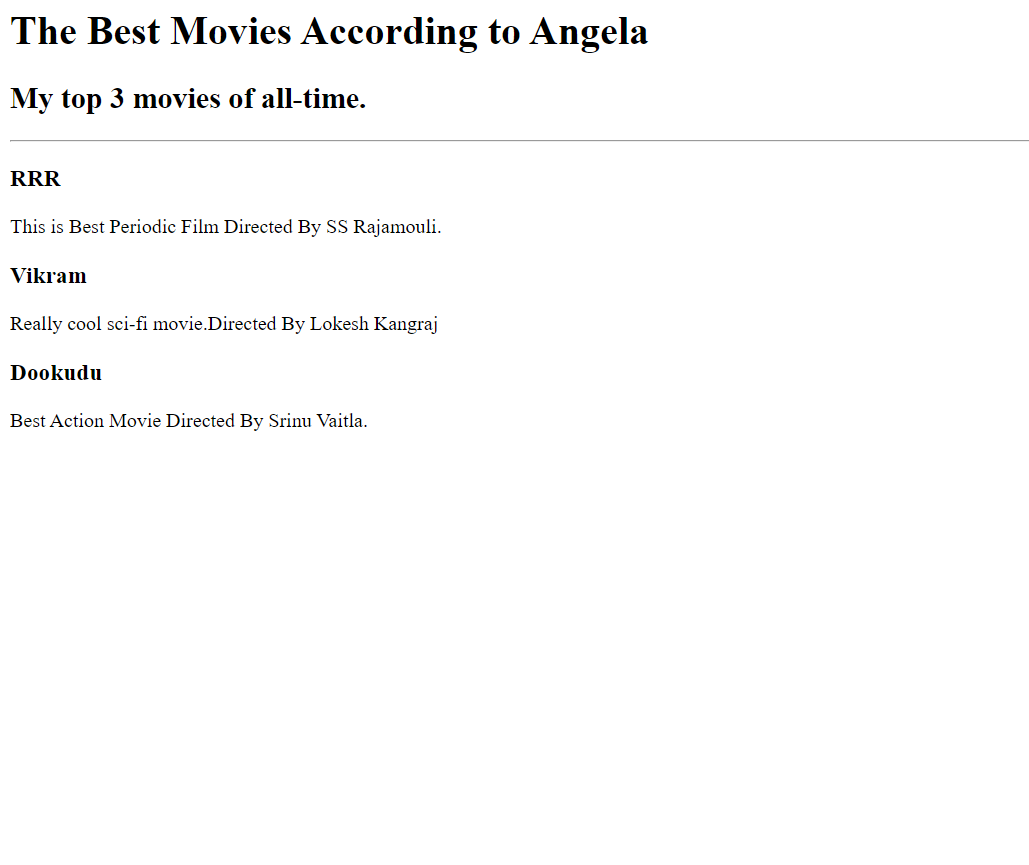 The Best Movies According to Angela
My top 3 movies of all-time.
RRR
This is Best Periodic Film Directed By SS Rajamouli.
Vikram
Really cool sci-fi movie.Directed By Lokesh Kangraj
Dookudu
Best Action Movie Directed By Srinu Vaitla.